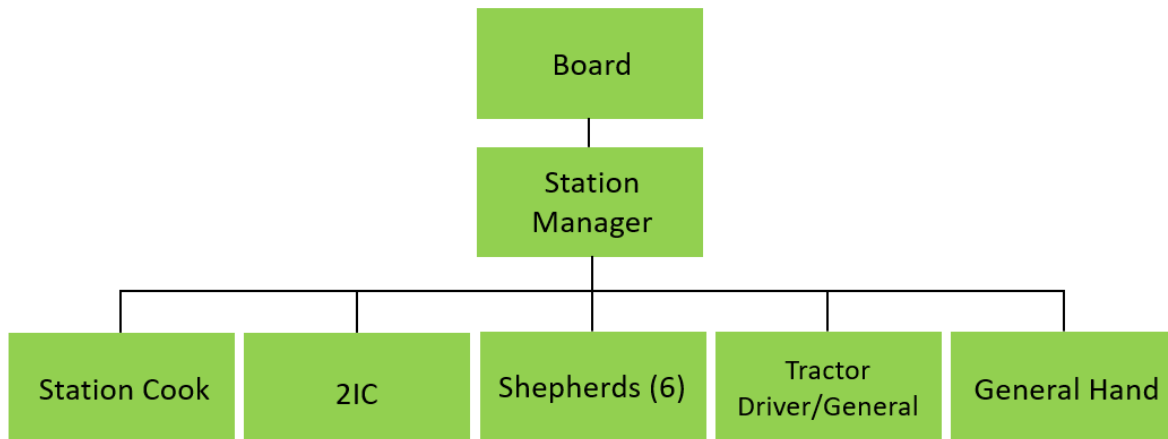 Board
Station
Manager
Station Cook
2IC
Shepherds (6)
Tractor
Driver/General
General Hand